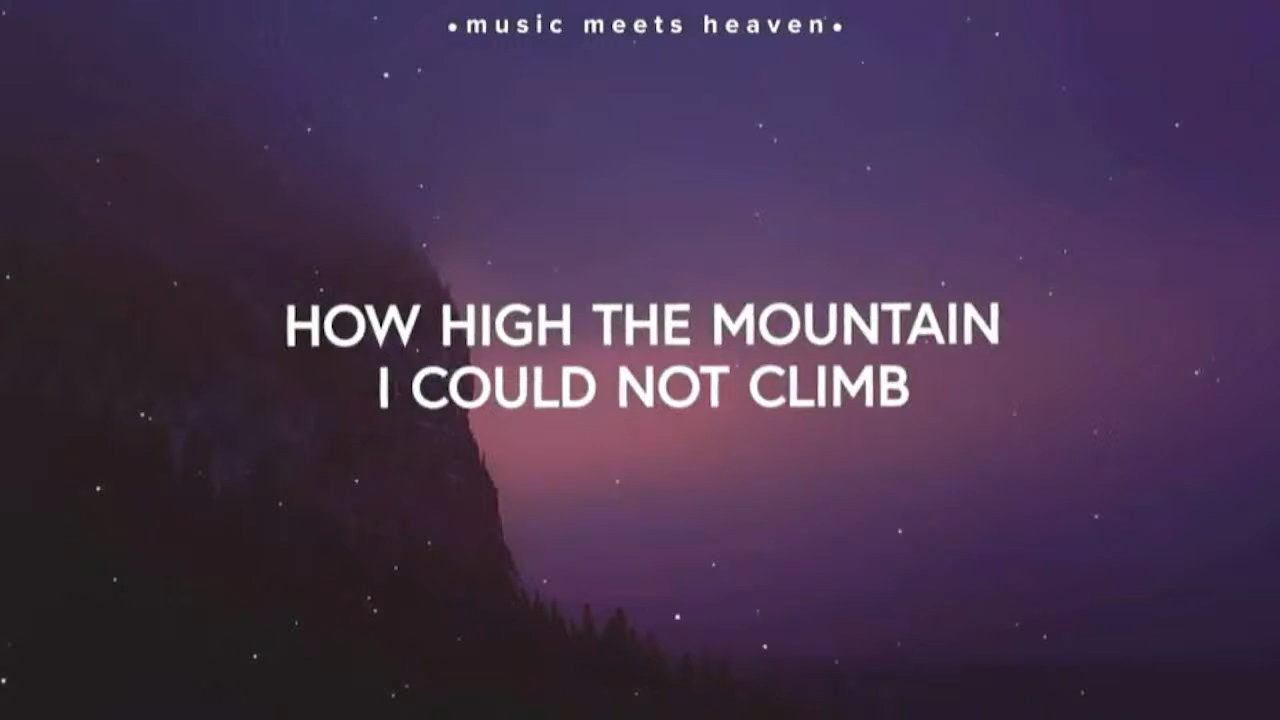 •music meets heaven•
HOW HIGH THE MOUNTAIN
I COULD NOT CLIMB